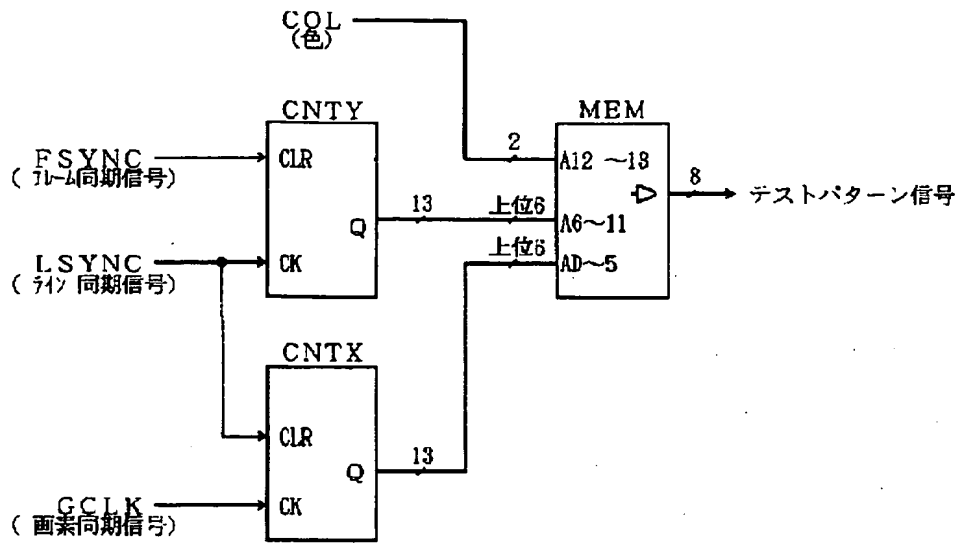 COL
(色)
CNTY
MEM
FSYNC
(フレーム同期信号)
CLR
Q
13
2
上位6
上位6
A12 ~13
A6~11
AD~5
8
テストパターン信号
LSYNC
(ライン 同期信号)
CK
CNTX
CLR
Q
13
GCLK
(画素同期信号)
CK